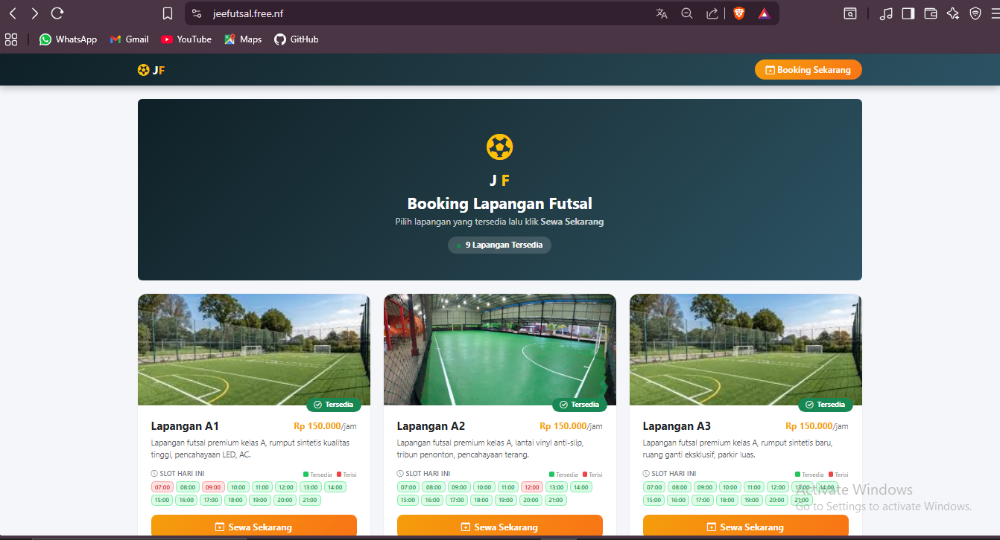 jeefutsal.free.nf
WhatsApp
Gmail
YouTube
Maps
GitHub
JF
Booking Sekarang
J F
Booking Lapangan Futsal
Pilih lapangan yang tersedia lalu klik Sewa Sekarang
9 Lapangan Tersedia
Tersedia
Lapangan A1 Rp 150.000/jam
Lapangan futsal premium kelas A, rumput sintetis kualitas
tinggi, pencahayaan LED, AC.
SLOT HARI INI Tersedia Terisi
07:00 08:00 09:00 10:00 11:00 12:00 13:00 14:00
15:00 16:00 17:00 18:00 19:00 20:00 21:00
Sewa Sekarang
Tersedia
Lapangan A2 Rp 150.000/jam
Lapangan futsal premium kelas A, lantai vinyl anti-slip,
tribun penonton, pencahayaan terang.
SLOT HARI INI Tersedia Terisi
07:00 08:00 09:00 10:00 11:00 12:00 13:00 14:00
15:00 16:00 17:00 18:00 19:00 20:00 21:00
Sewa Sekarang
Tersedia
Lapangan A3 Rp 150.000/jam
Lapangan futsal premium kelas A, rumput sintetis baru,
ruang ganti eksklusif, parkir luas.
SLOT HARI INI Tersedia Terisi
07:00 08:00 09:00 10:00 11:00 12:00 13:00 14:00
15:00 16:00 17:00 18:00 19:00 20:00 21:00
Sewa Sekarang
Activate Windows
Go to Settings to activate Windows.